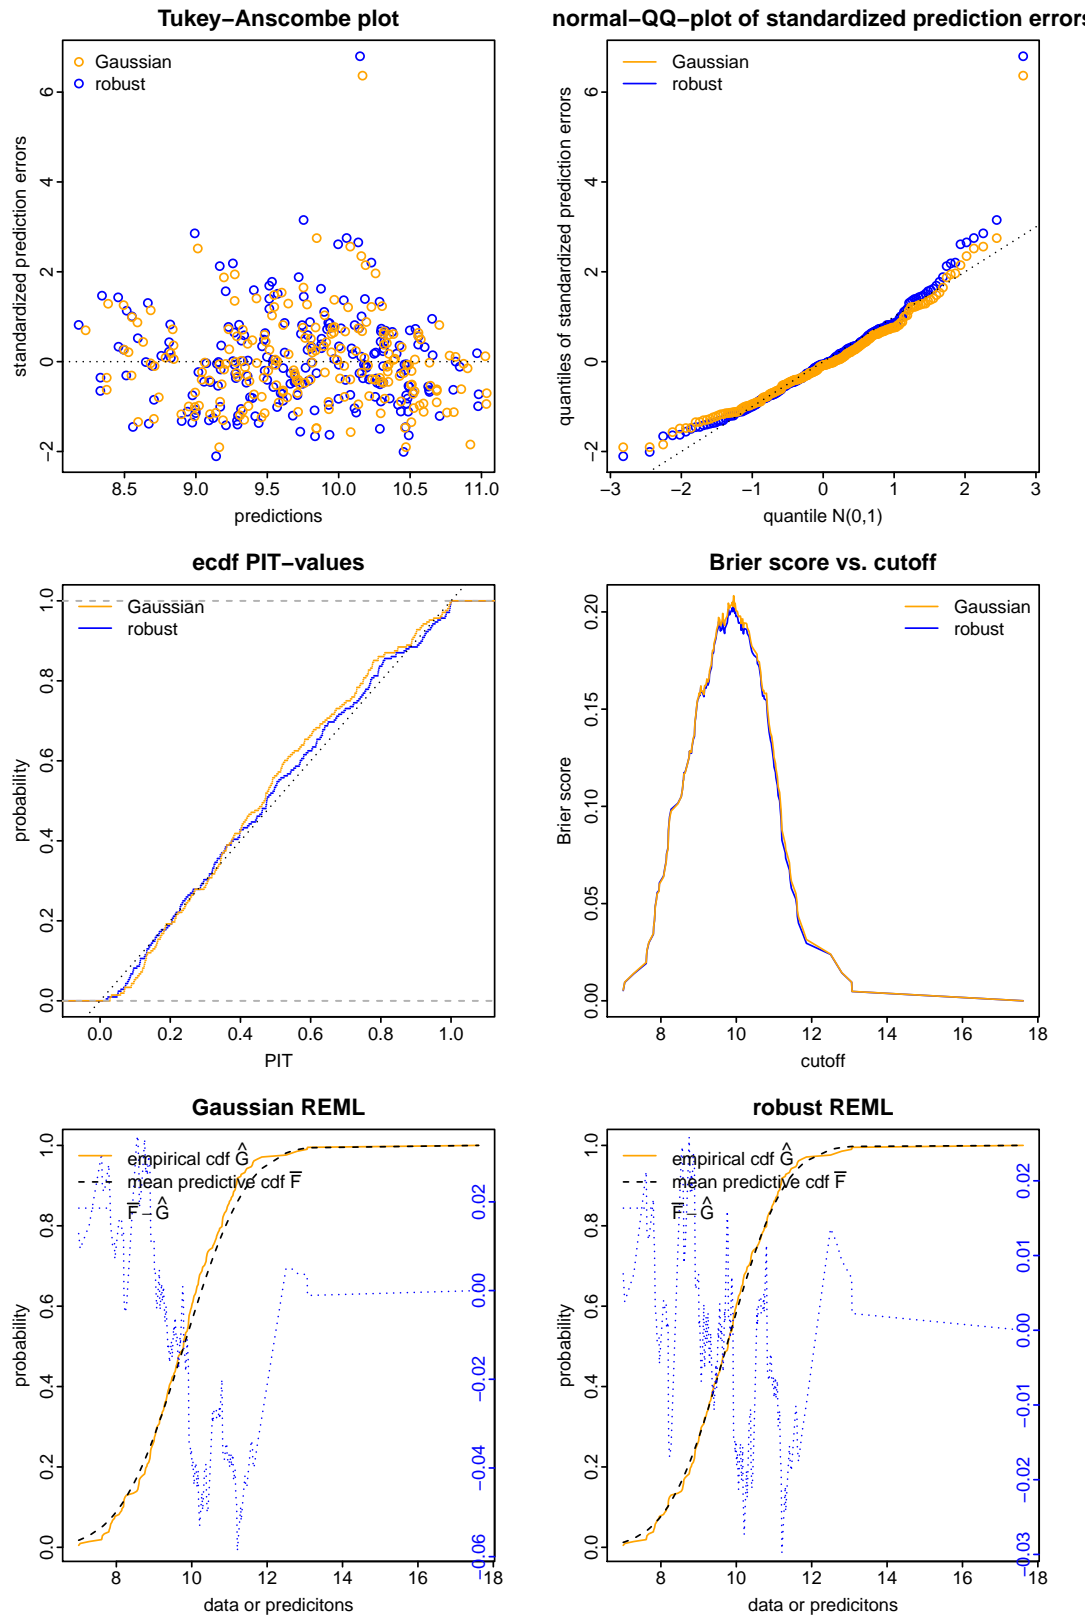 Tukey−Anscombe plot
Gaussian
robust
standardized prediction errors
−2
0
2
4
6
8.5
9.0
9.5
10.0
10.5
11.0
predictions
normal−QQ−plot of standardized prediction errors
Gaussian
robust
quantiles of standardized prediction errors
−2
0
2
4
6
−3
−2
−1
0
1
2
3
quantile N(0,1)
ecdf PIT−values
Gaussian
robust
probability
0.0
0.2
0.4
0.6
0.8
1.0
0.0
0.2
0.4
0.6
0.8
1.0
PIT
Brier score vs. cutoff
Gaussian
robust
Brier score
0.00
0.05
0.10
0.15
0.20
8
10
12
14
16
18
cutoff
Gaussian REML
empirical cdf Ĝ
mean predictive cdf F̅
F̅−Ĝ
probability
0.0
0.2
0.4
0.6
0.8
1.0
−0.06
−0.04
−0.02
0.00
0.02
8
10
12
14
16
18
data or predicitons
robust REML
empirical cdf Ĝ
mean predictive cdf F̅
F̅−Ĝ
probability
0.0
0.2
0.4
0.6
0.8
1.0
−0.03
−0.02
−0.01
0.00
0.01
0.02
8
10
12
14
16
18
data or predicitons